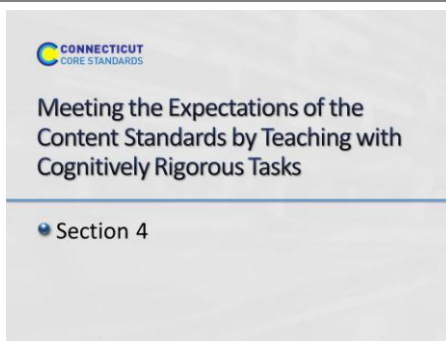 CONNECTICUT
CORE STANDARDS
Meeting the Expectations of the
Content Standards by Teaching with
Cognitively Rigorous Tasks
Section 4